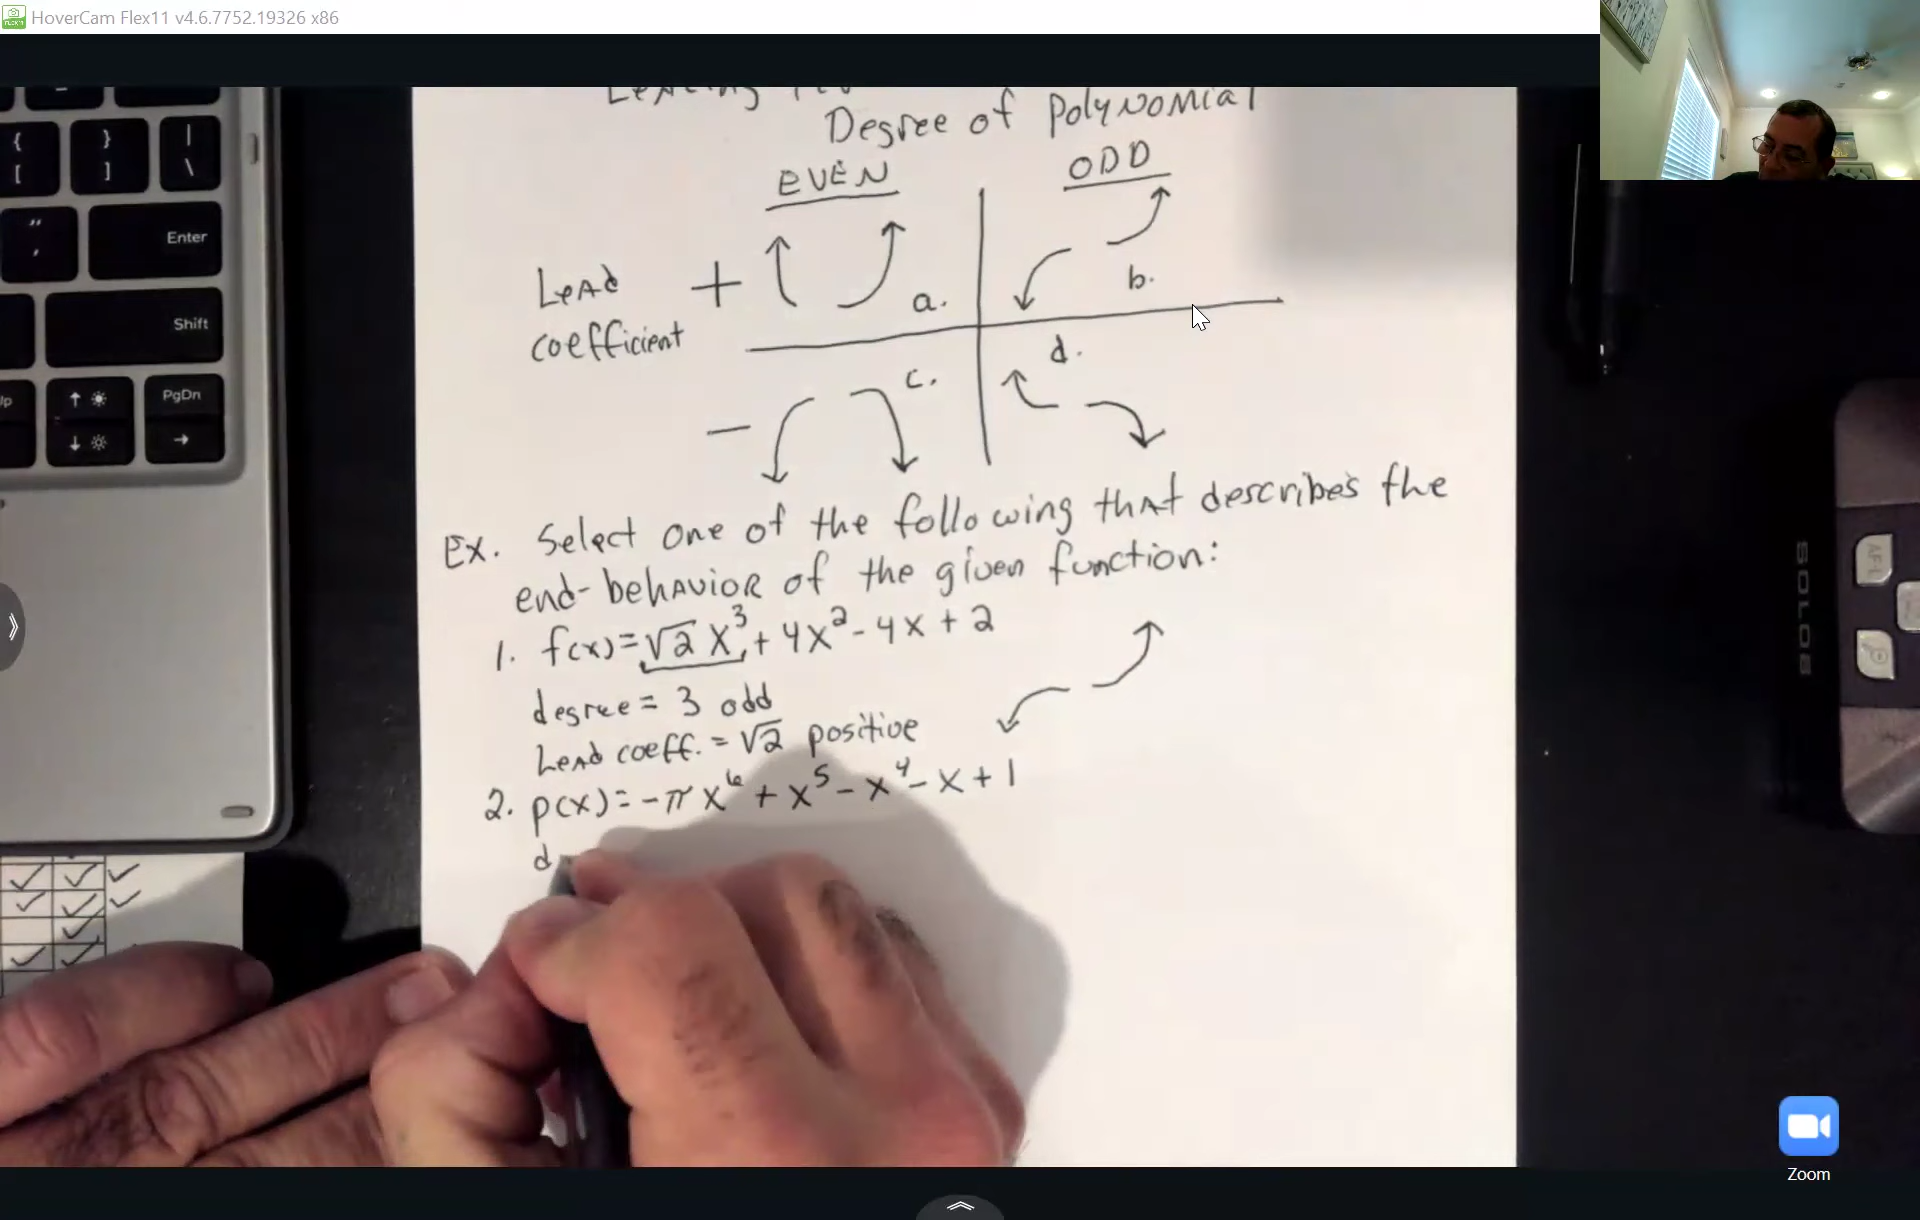 HoverCam Flex11 v4.6.7752.19326 x86
Degree of Polynomial
EVEN
ODD
Lead
coefficient
+
a.
b.
-
c.
d.
Ex. Select one of the following that describes the
end-behavior of the given function:
1. f(x)=√2 x³ + 4x² - 4x + 2
degree = 3 odd
Lead coeff. = √2 positive
2. p(x) = -πx⁶ + x⁵ - x⁴ - x + 1
d
{
[
}
]
|
\
"
,
Enter
Shift
PgDn
SOLOS
Zoom